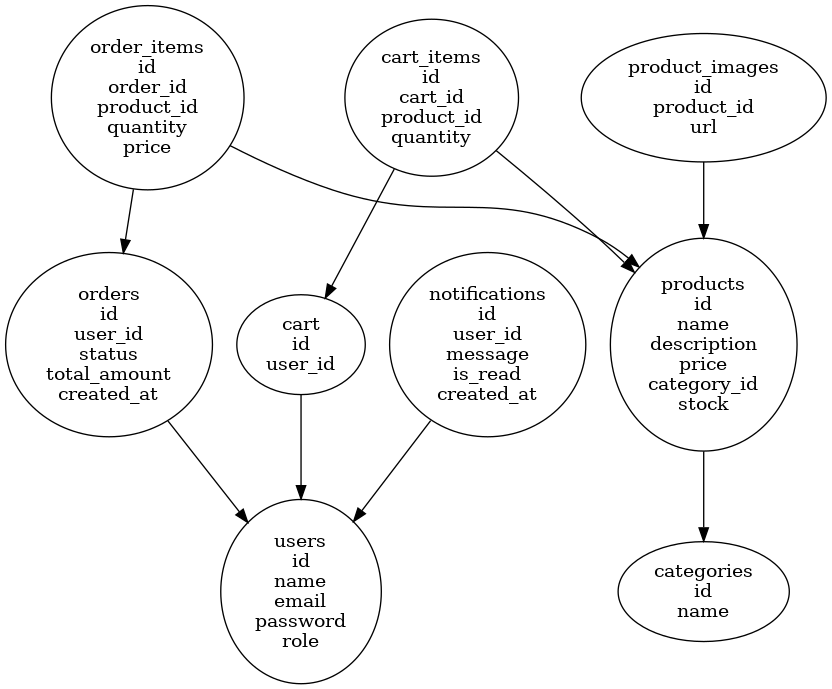 order_items
id
order_id
product_id
quantity
price
cart_items
id
cart_id
product_id
quantity
product_images
id
product_id
url
orders
id
user_id
status
total_amount
created_at
cart
id
user_id
notifications
id
user_id
message
is_read
created_at
products
id
name
description
price
category_id
stock
users
id
name
email
password
role
categories
id
name